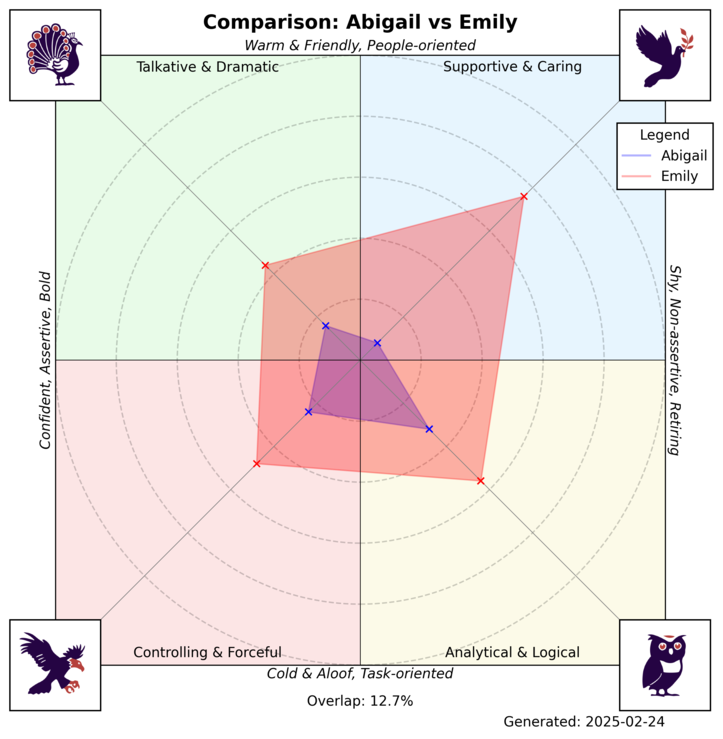 Comparison: Abigail vs Emily
Warm & Friendly, People-oriented
Talkative & Dramatic
Supportive & Caring
Legend
Abigail
Emily
Confident, Assertive, Bold
Shy, Non-assertive, Retiring
Controlling & Forceful
Analytical & Logical
Cold & Aloof, Task-oriented
Overlap: 12.7%
Generated: 2025-02-24